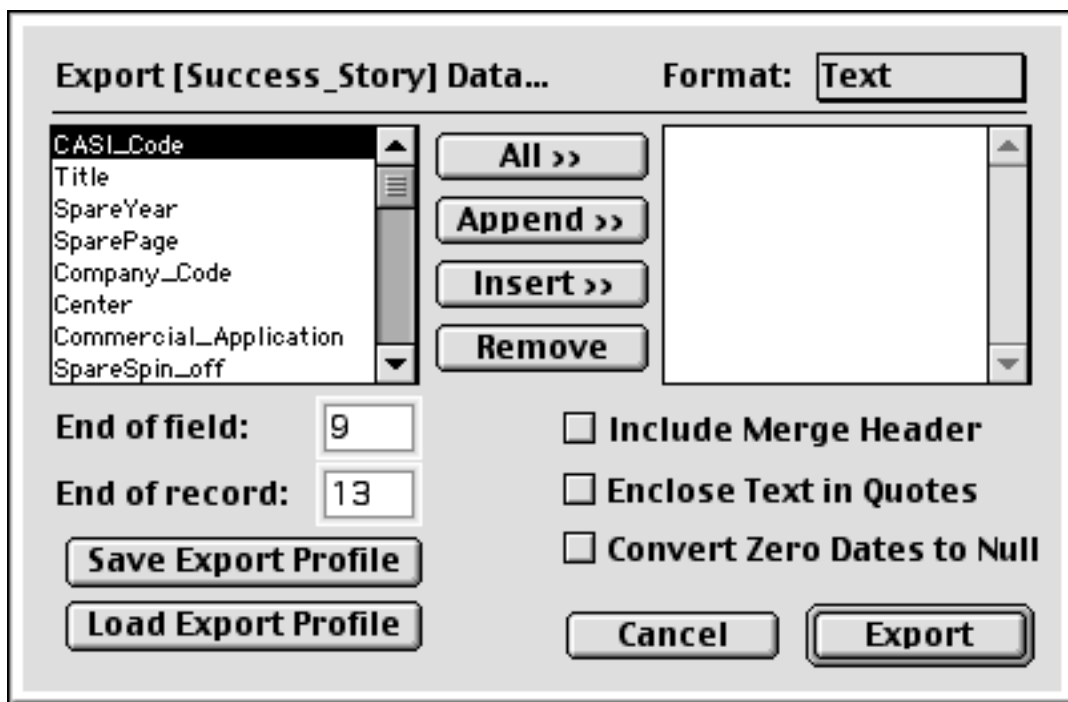 Export [Success_Story] Data...
Format: Text
CASI_Code
Title
SpareYear
SparePage
Company_Code
Center
Commercial_Application
SpareSpin_off
All >>
Append >>
Insert >>
Remove
End of field: 9
End of record: 13
Include Merge Header
Enclose Text in Quotes
Convert Zero Dates to Null
Save Export Profile
Load Export Profile
Cancel
Export